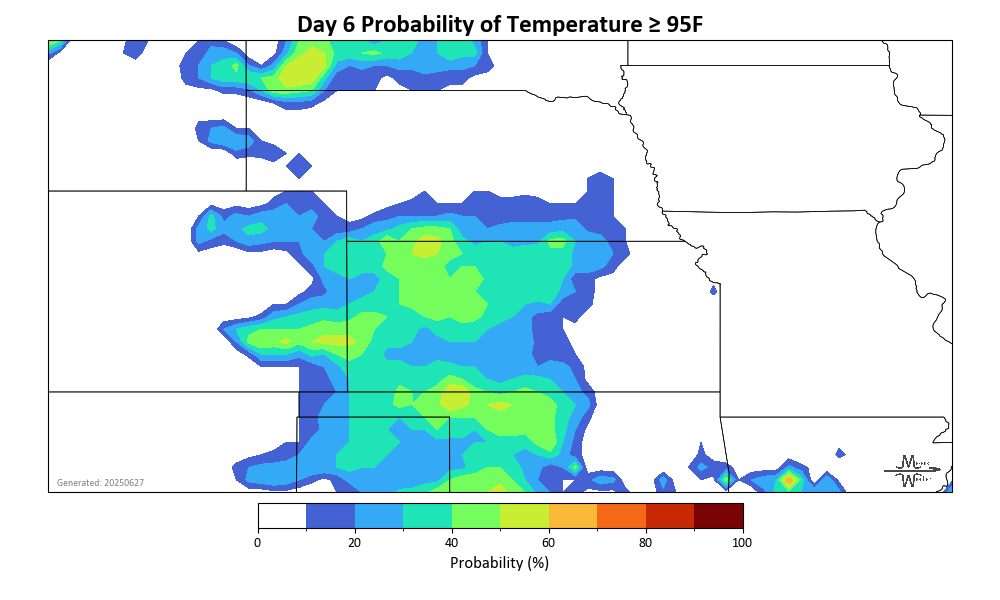 Day 6 Probability of Temperature ≥ 95F
Generated: 20250627
0 20 40 60 80 100
Probability (%)